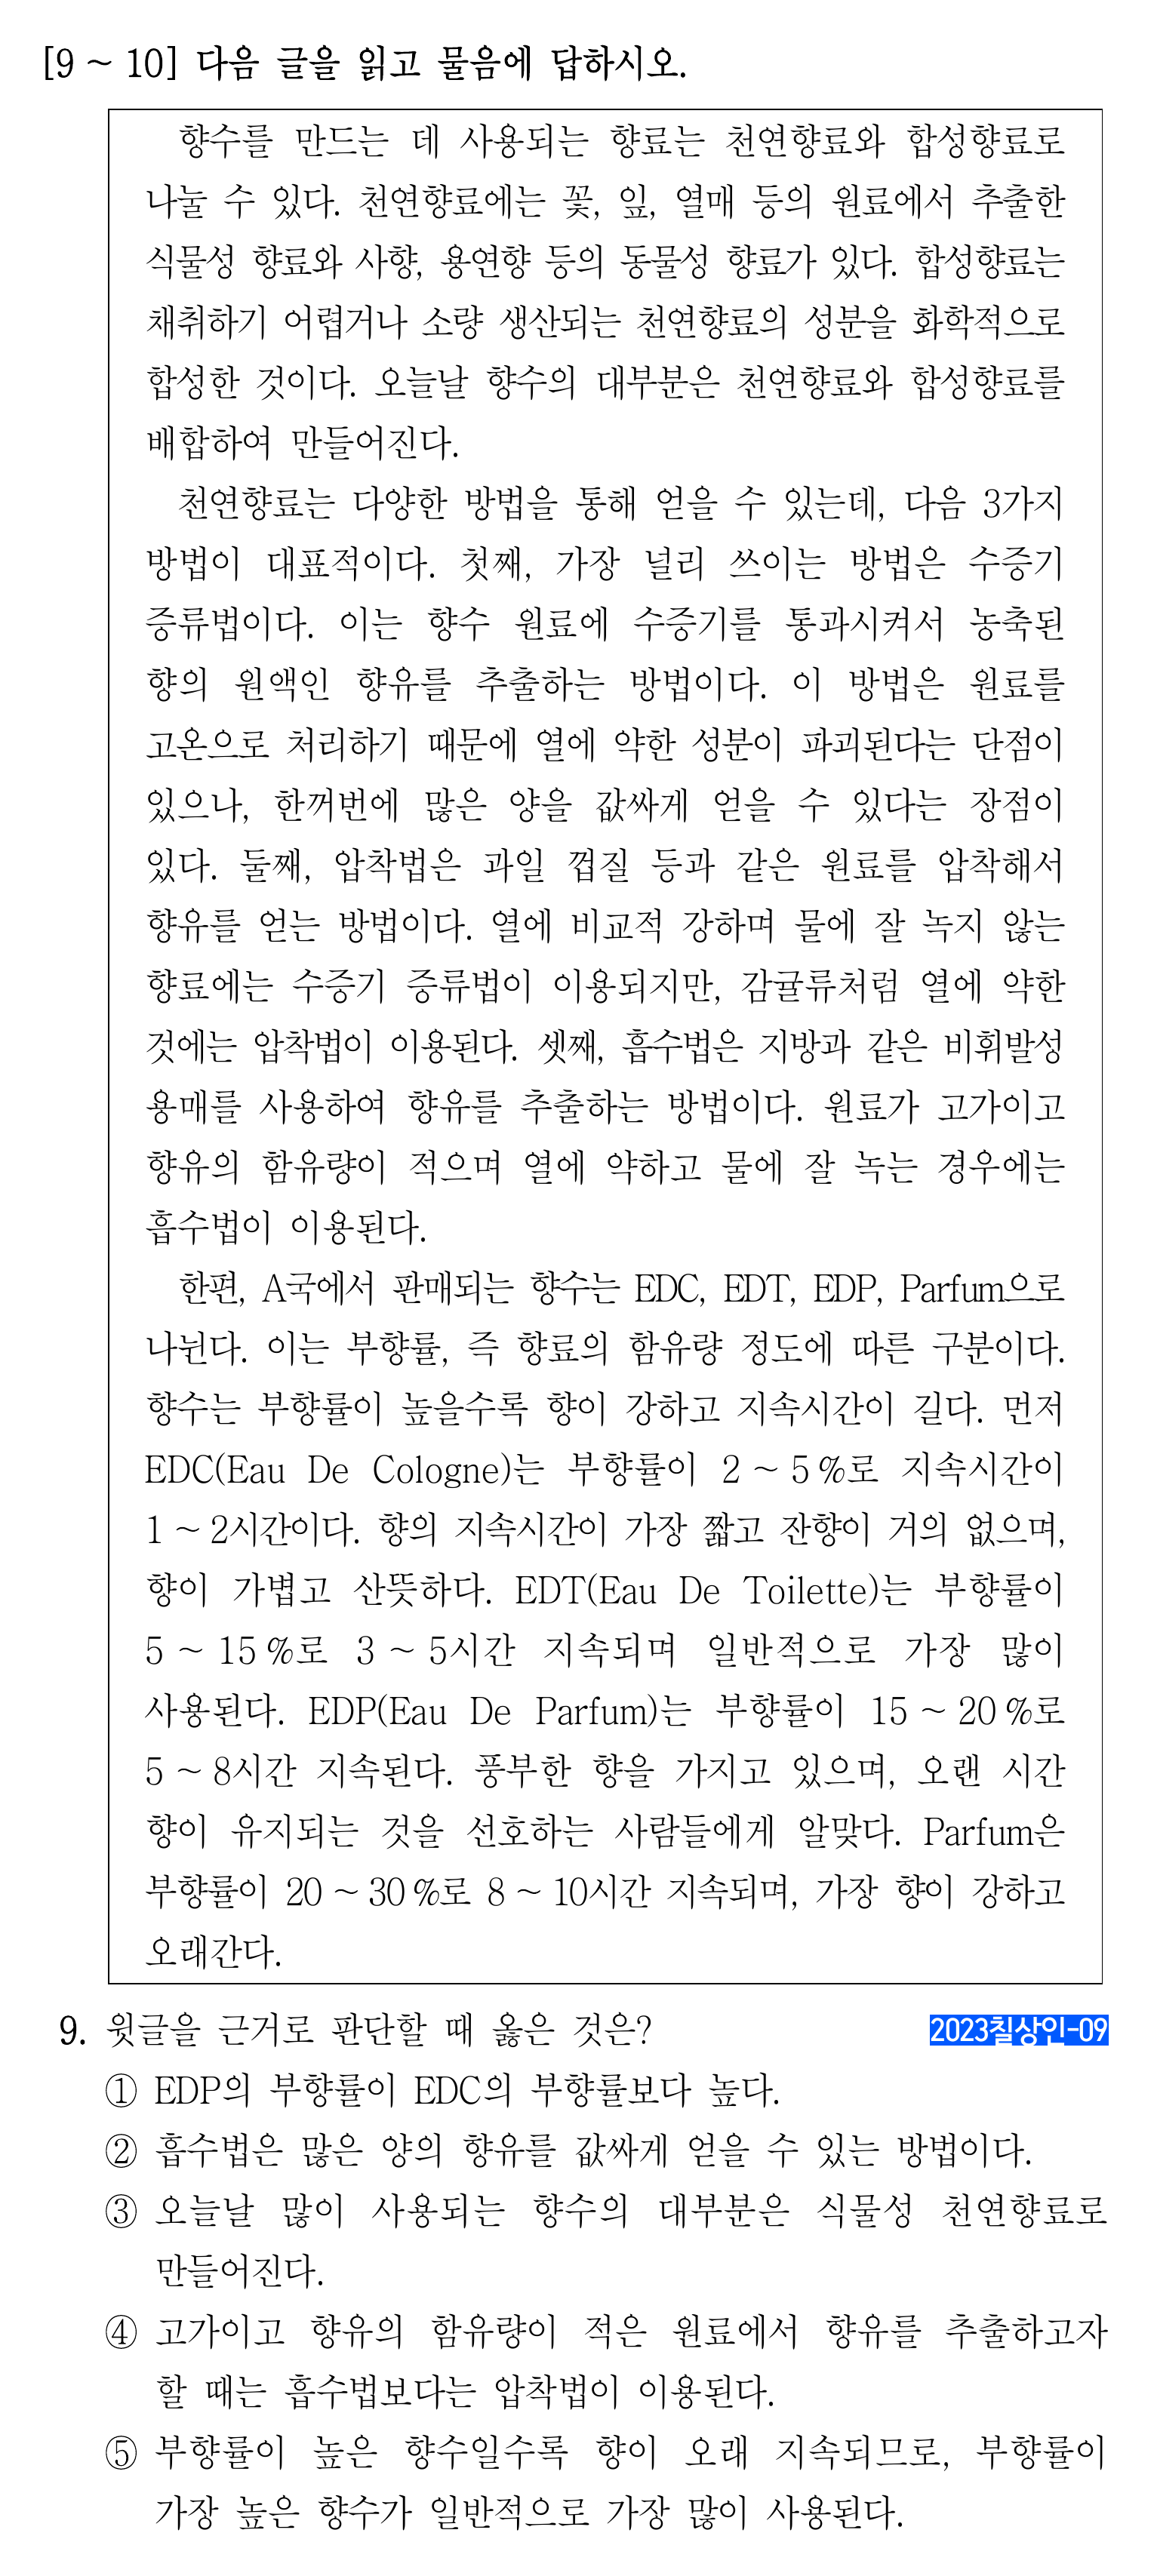 [9 ~ 10] 다음 글을 읽고 물음에 답하시오.
향수를 만드는 데 사용되는 향료는 천연향료와 합성향료로
나눌 수 있다. 천연향료에는 꽃, 잎, 열매 등의 원료에서 추출한
식물성 향료와 사향, 용연향 등의 동물성 향료가 있다. 합성향료는
채취하기 어렵거나 소량 생산되는 천연향료의 성분을 화학적으로
합성한 것이다. 오늘날 향수의 대부분은 천연향료와 합성향료를
배합하여 만들어진다.
천연향료는 다양한 방법을 통해 얻을 수 있는데, 다음 3가지
방법이 대표적이다. 첫째, 가장 널리 쓰이는 방법은 수증기
증류법이다. 이는 향수 원료에 수증기를 통과시켜서 농축된
향의 원액인 향유를 추출하는 방법이다. 이 방법은 원료를
고온으로 처리하기 때문에 열에 약한 성분이 파괴된다는 단점이
있으나, 한꺼번에 많은 양을 값싸게 얻을 수 있다는 장점이
있다. 둘째, 압착법은 과일 껍질 등과 같은 원료를 압착해서
향유를 얻는 방법이다. 열에 비교적 강하며 물에 잘 녹지 않는
향료에는 수증기 증류법이 이용되지만, 감귤류처럼 열에 약한
것에는 압착법이 이용된다. 셋째, 흡수법은 지방과 같은 비휘발성
용매를 사용하여 향유를 추출하는 방법이다. 원료가 고가이고
향유의 함유량이 적으며 열에 약하고 물에 잘 녹는 경우에는
흡수법이 이용된다.
한편, A국에서 판매되는 향수는 EDC, EDT, EDP, Parfum으로
나뉜다. 이는 부향률, 즉 향료의 함유량 정도에 따른 구분이다.
향수는 부향률이 높을수록 향이 강하고 지속시간이 길다. 먼저
EDC(Eau De Cologne)는 부향률이 2 ~ 5 %로 지속시간이
1 ~ 2시간이다. 향의 지속시간이 가장 짧고 잔향이 거의 없으며,
향이 가볍고 산뜻하다. EDT(Eau De Toilette)는 부향률이
5 ~ 15 %로 3 ~ 5시간 지속되며 일반적으로 가장 많이
사용된다. EDP(Eau De Parfum)는 부향률이 15 ~ 20 %로
5 ~ 8시간 지속된다. 풍부한 향을 가지고 있으며, 오랜 시간
향이 유지되는 것을 선호하는 사람들에게 알맞다. Parfum은
부향률이 20 ~ 30 %로 8 ~ 10시간 지속되며, 가장 향이 강하고
오래간다.
9. 윗글을 근거로 판단할 때 옳은 것은? 2023칠상인-09
① EDP의 부향률이 EDC의 부향률보다 높다.
② 흡수법은 많은 양의 향유를 값싸게 얻을 수 있는 방법이다.
③ 오늘날 많이 사용되는 향수의 대부분은 식물성 천연향료로
만들어진다.
④ 고가이고 향유의 함유량이 적은 원료에서 향유를 추출하고자
할 때는 흡수법보다는 압착법이 이용된다.
⑤ 부향률이 높은 향수일수록 향이 오래 지속되므로, 부향률이
가장 높은 향수가 일반적으로 가장 많이 사용된다.